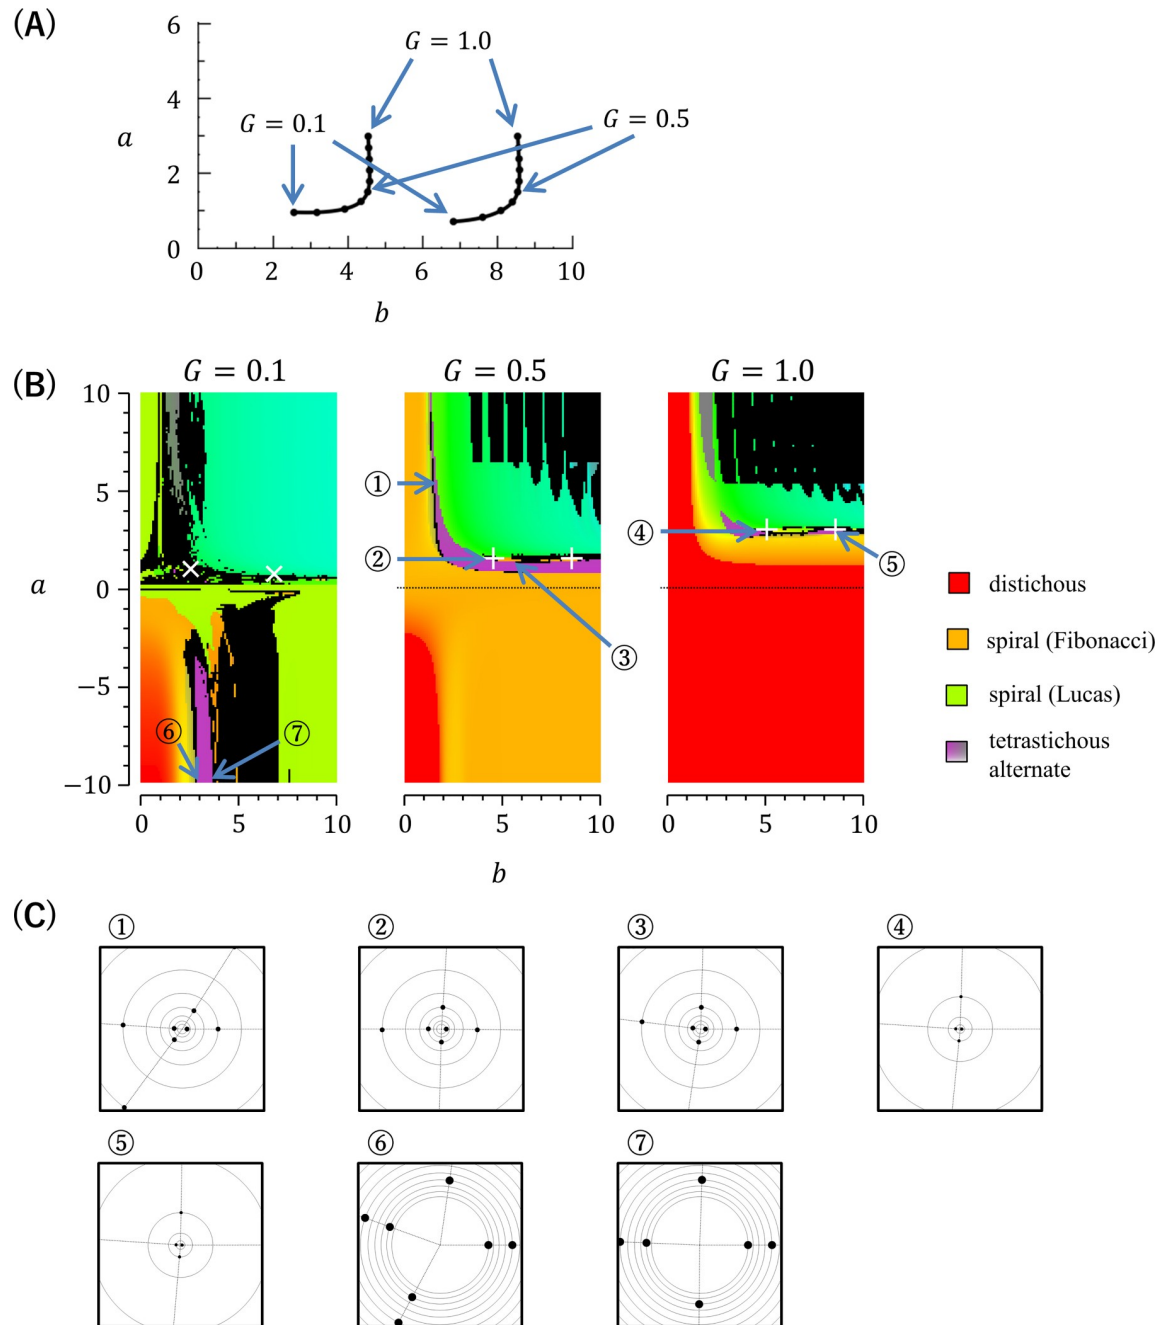 (A)
6
G = 1.0
4
G = 0.1
G = 0.5
a
2
0
0 2 4 6 8 10
b
(B)
G = 0.1 G = 0.5 G = 1.0
10
5
①
④
②
⑤
a
0
distichous
③
spiral (Fibonacci)
−5
spiral (Lucas)
⑥ ⑦
tetrastichous
alternate
−10
0 5 10 0 5 10 0 5 10
b
(C)
① ② ③ ④
⑤ ⑥ ⑦